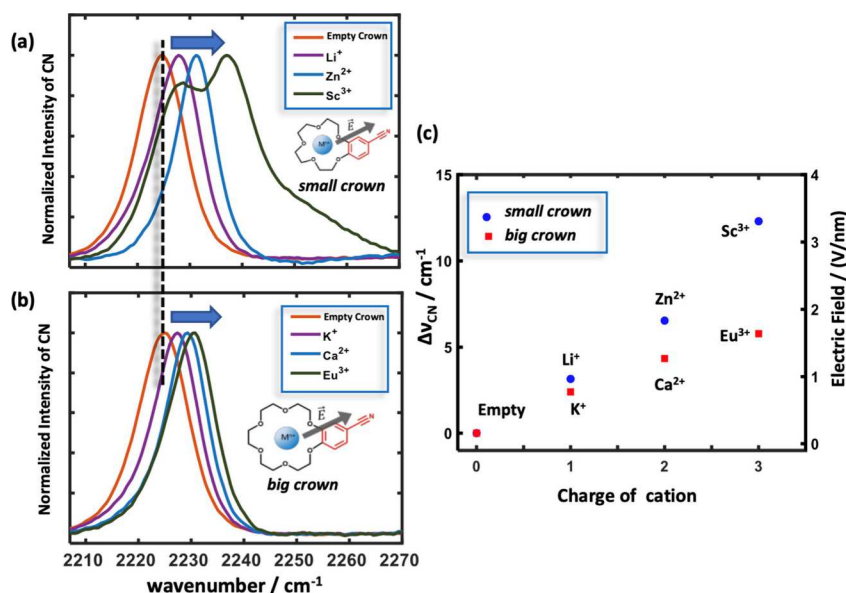 (a)
Normalized Intensity of CN
Empty Crown
Li⁺
Zn²⁺
Sc³⁺
Mⁿ⁺
E
N
O
O
O
O
O
small crown
(b)
Normalized Intensity of CN
Empty Crown
K⁺
Ca²⁺
Eu³⁺
Mⁿ⁺
E
N
O
O
O
O
O
O
big crown
2210 2220 2230 2240 2250 2260 2270
wavenumber / cm⁻¹
(c)
small crown
big crown
15
10
5
0
Δν_CN / cm⁻¹
4
3
2
1
0
Electric Field / (V/nm)
Empty
Li⁺
K⁺
Zn²⁺
Ca²⁺
Sc³⁺
Eu³⁺
0 1 2 3
Charge of cation